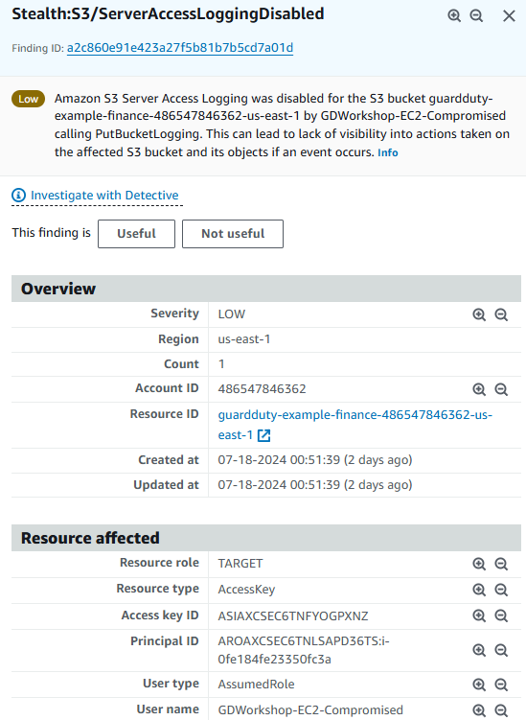 Stealth:S3/ServerAccessLoggingDisabled
Finding ID: a2c860e91e423a27f5b81b7b5cd7a01d
Low
Amazon S3 Server Access Logging was disabled for the S3 bucket guardduty-
example-finance-486547846362-us-east-1 by GDWorkshop-EC2-Compromised
calling PutBucketLogging. This can lead to lack of visibility into actions taken on
the affected S3 bucket and its objects if an event occurs. Info
Investigate with Detective
This finding is Useful Not useful
Overview
Severity LOW
Region us-east-1
Count 1
Account ID 486547846362
Resource ID guardduty-example-finance-486547846362-us-
east-1
Created at 07-18-2024 00:51:39 (2 days ago)
Updated at 07-18-2024 00:51:39 (2 days ago)
Resource affected
Resource role TARGET
Resource type AccessKey
Access key ID ASIAXCSEC6TNFYOGPXNZ
Principal ID AROAXCSEC6TNLSAPD36TS:i-
0fe184fe23350fc3a
User type AssumedRole
User name GDWorkshop-EC2-Compromised